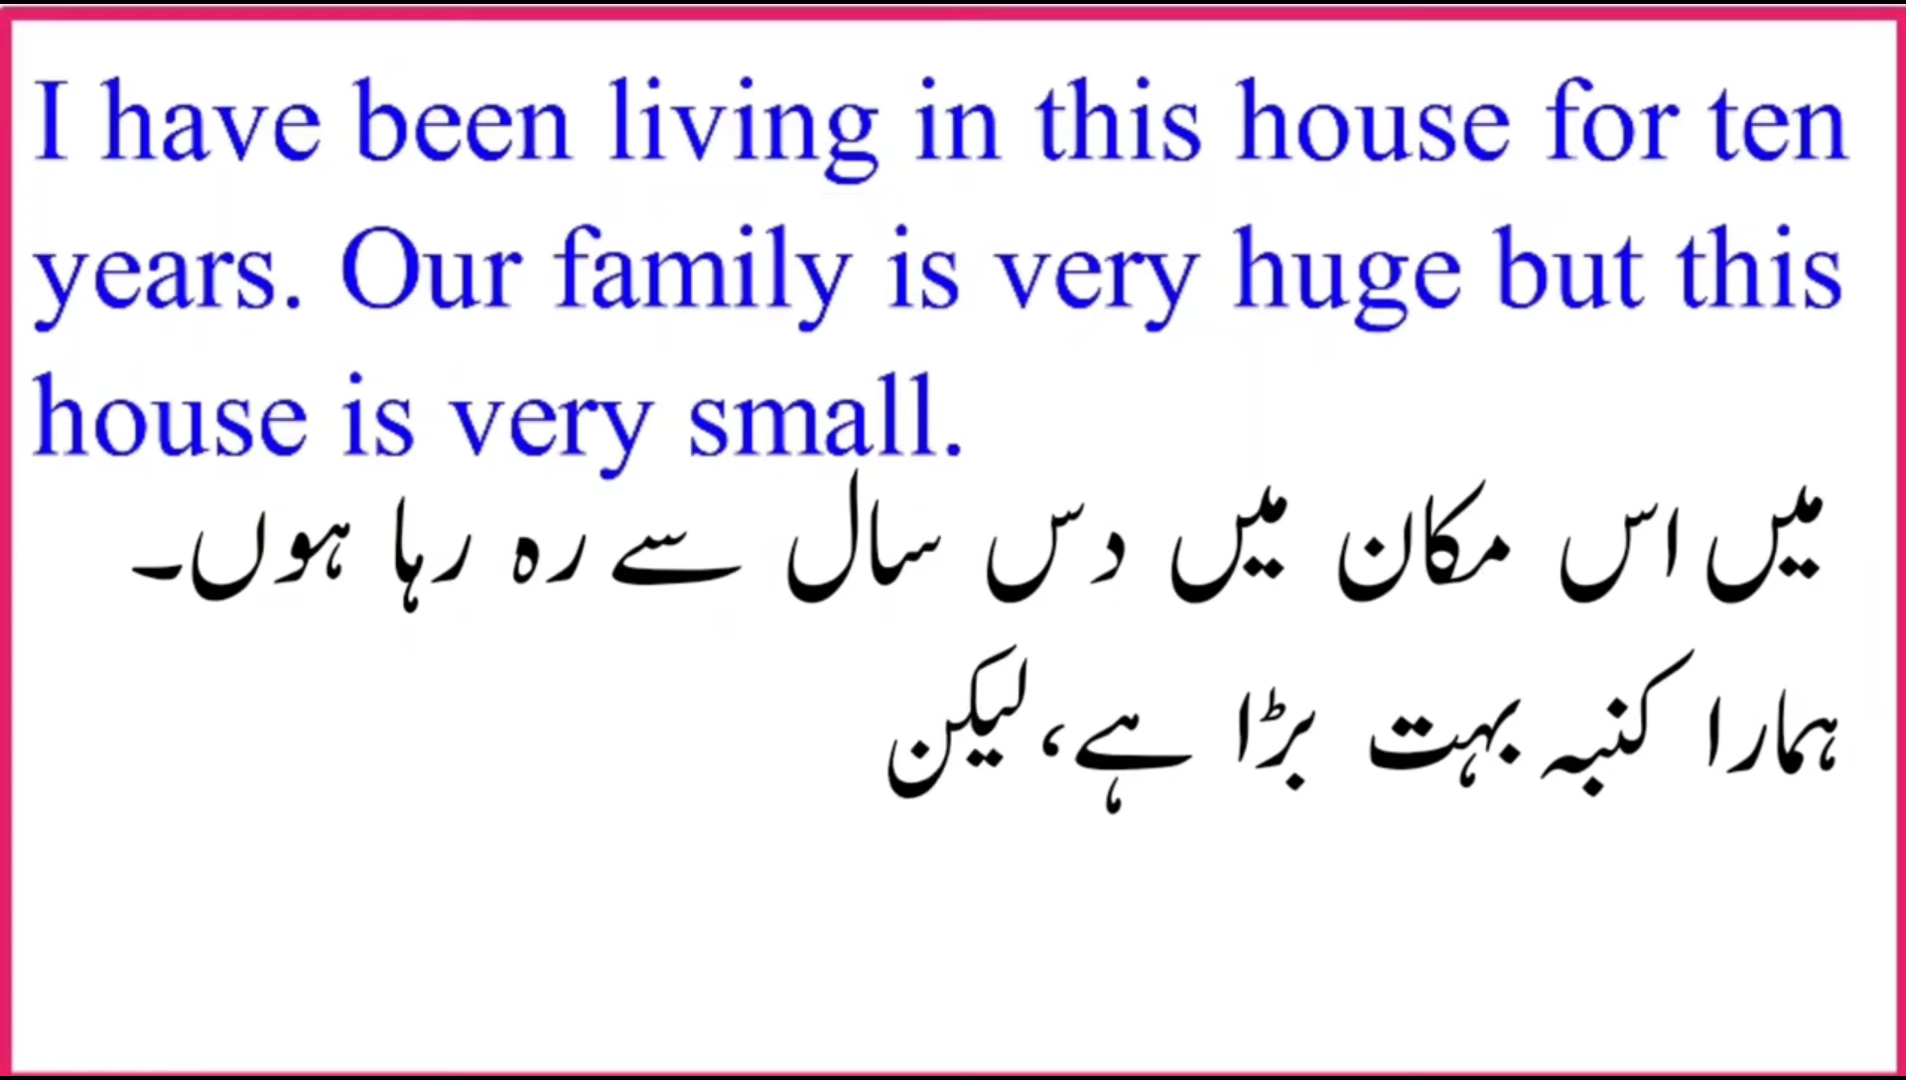 I have been living in this house for ten
years. Our family is very huge but this
house is very small.
میں اس مکان میں دس سال سے رہ رہا ہوں۔
ہمارا کنبہ بہت بڑا ہے، لیکن